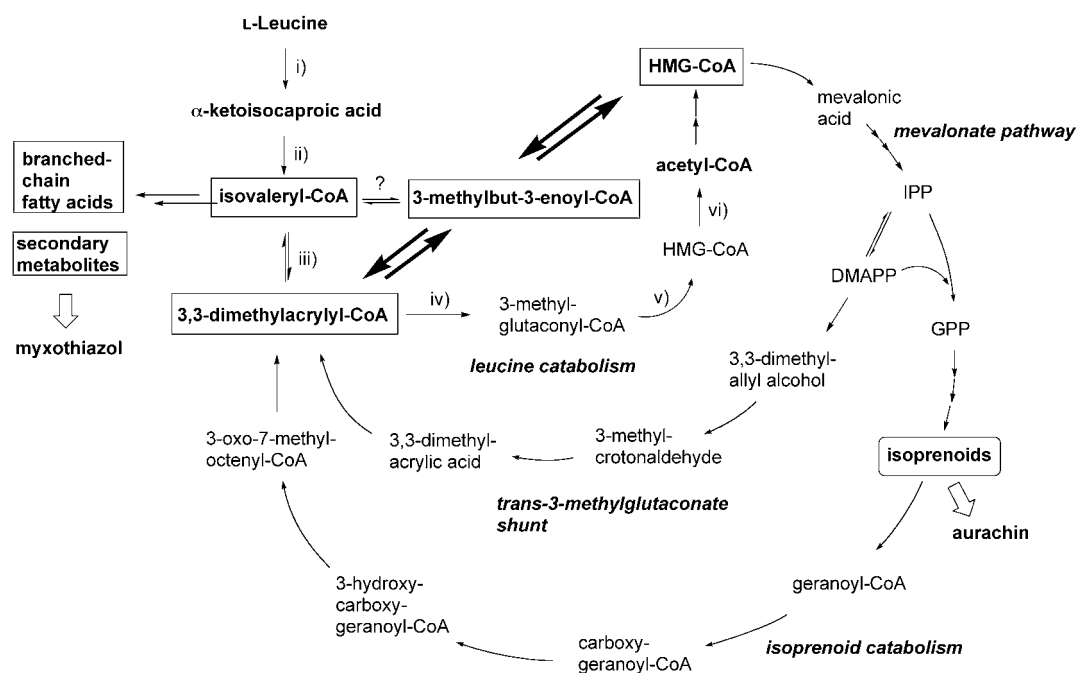 L-Leucine
i)
α-ketoisocaproic acid
ii)
branched-
chain
fatty acids
isovaleryl-CoA
?
3-methylbut-3-enoyl-CoA
HMG-CoA
mevalonic
acid
mevalonate pathway
acetyl-CoA
vi)
HMG-CoA
IPP
secondary
metabolites
myxothiazol
iii)
3,3-dimethylacrylyl-CoA
iv)
3-methyl-
glutaconyl-CoA
v)
leucine catabolism
DMAPP
GPP
3,3-dimethyl-
allyl alcohol
3-oxo-7-methyl-
octenyl-CoA
3,3-dimethyl-
acrylic acid
3-methyl-
crotonaldehyde
trans-3-methylglutaconate
shunt
isoprenoids
aurachin
3-hydroxy-
carboxy-
geranoyl-CoA
carboxy-
geranoyl-CoA
geranoyl-CoA
isoprenoid catabolism